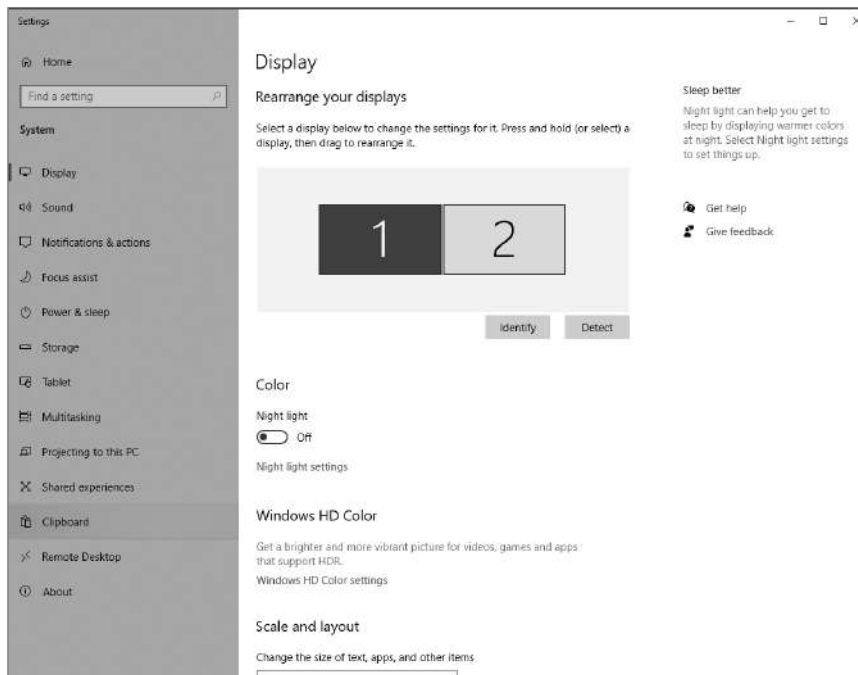 Settings
Home
Find a setting
System
Display
Sound
Notifications & actions
Focus assist
Power & sleep
Storage
Tablet
Multitasking
Projecting to this PC
Shared experiences
Clipboard
Remote Desktop
About
Display
Rearrange your displays
Select a display below to change the settings for it. Press and hold (or select) a
display, then drag to rearrange it.
1 2
Identify Detect
Color
Night light
Off
Night light settings
Windows HD Color
Get a brighter and more vibrant picture for videos, games and apps
that support HDR.
Windows HD Color settings
Scale and layout
Change the size of text, apps, and other items
Sleep better
Night light can help you get to
sleep by displaying warmer colors
at night. Select Night light settings
to set things up.
Get help
Give feedback